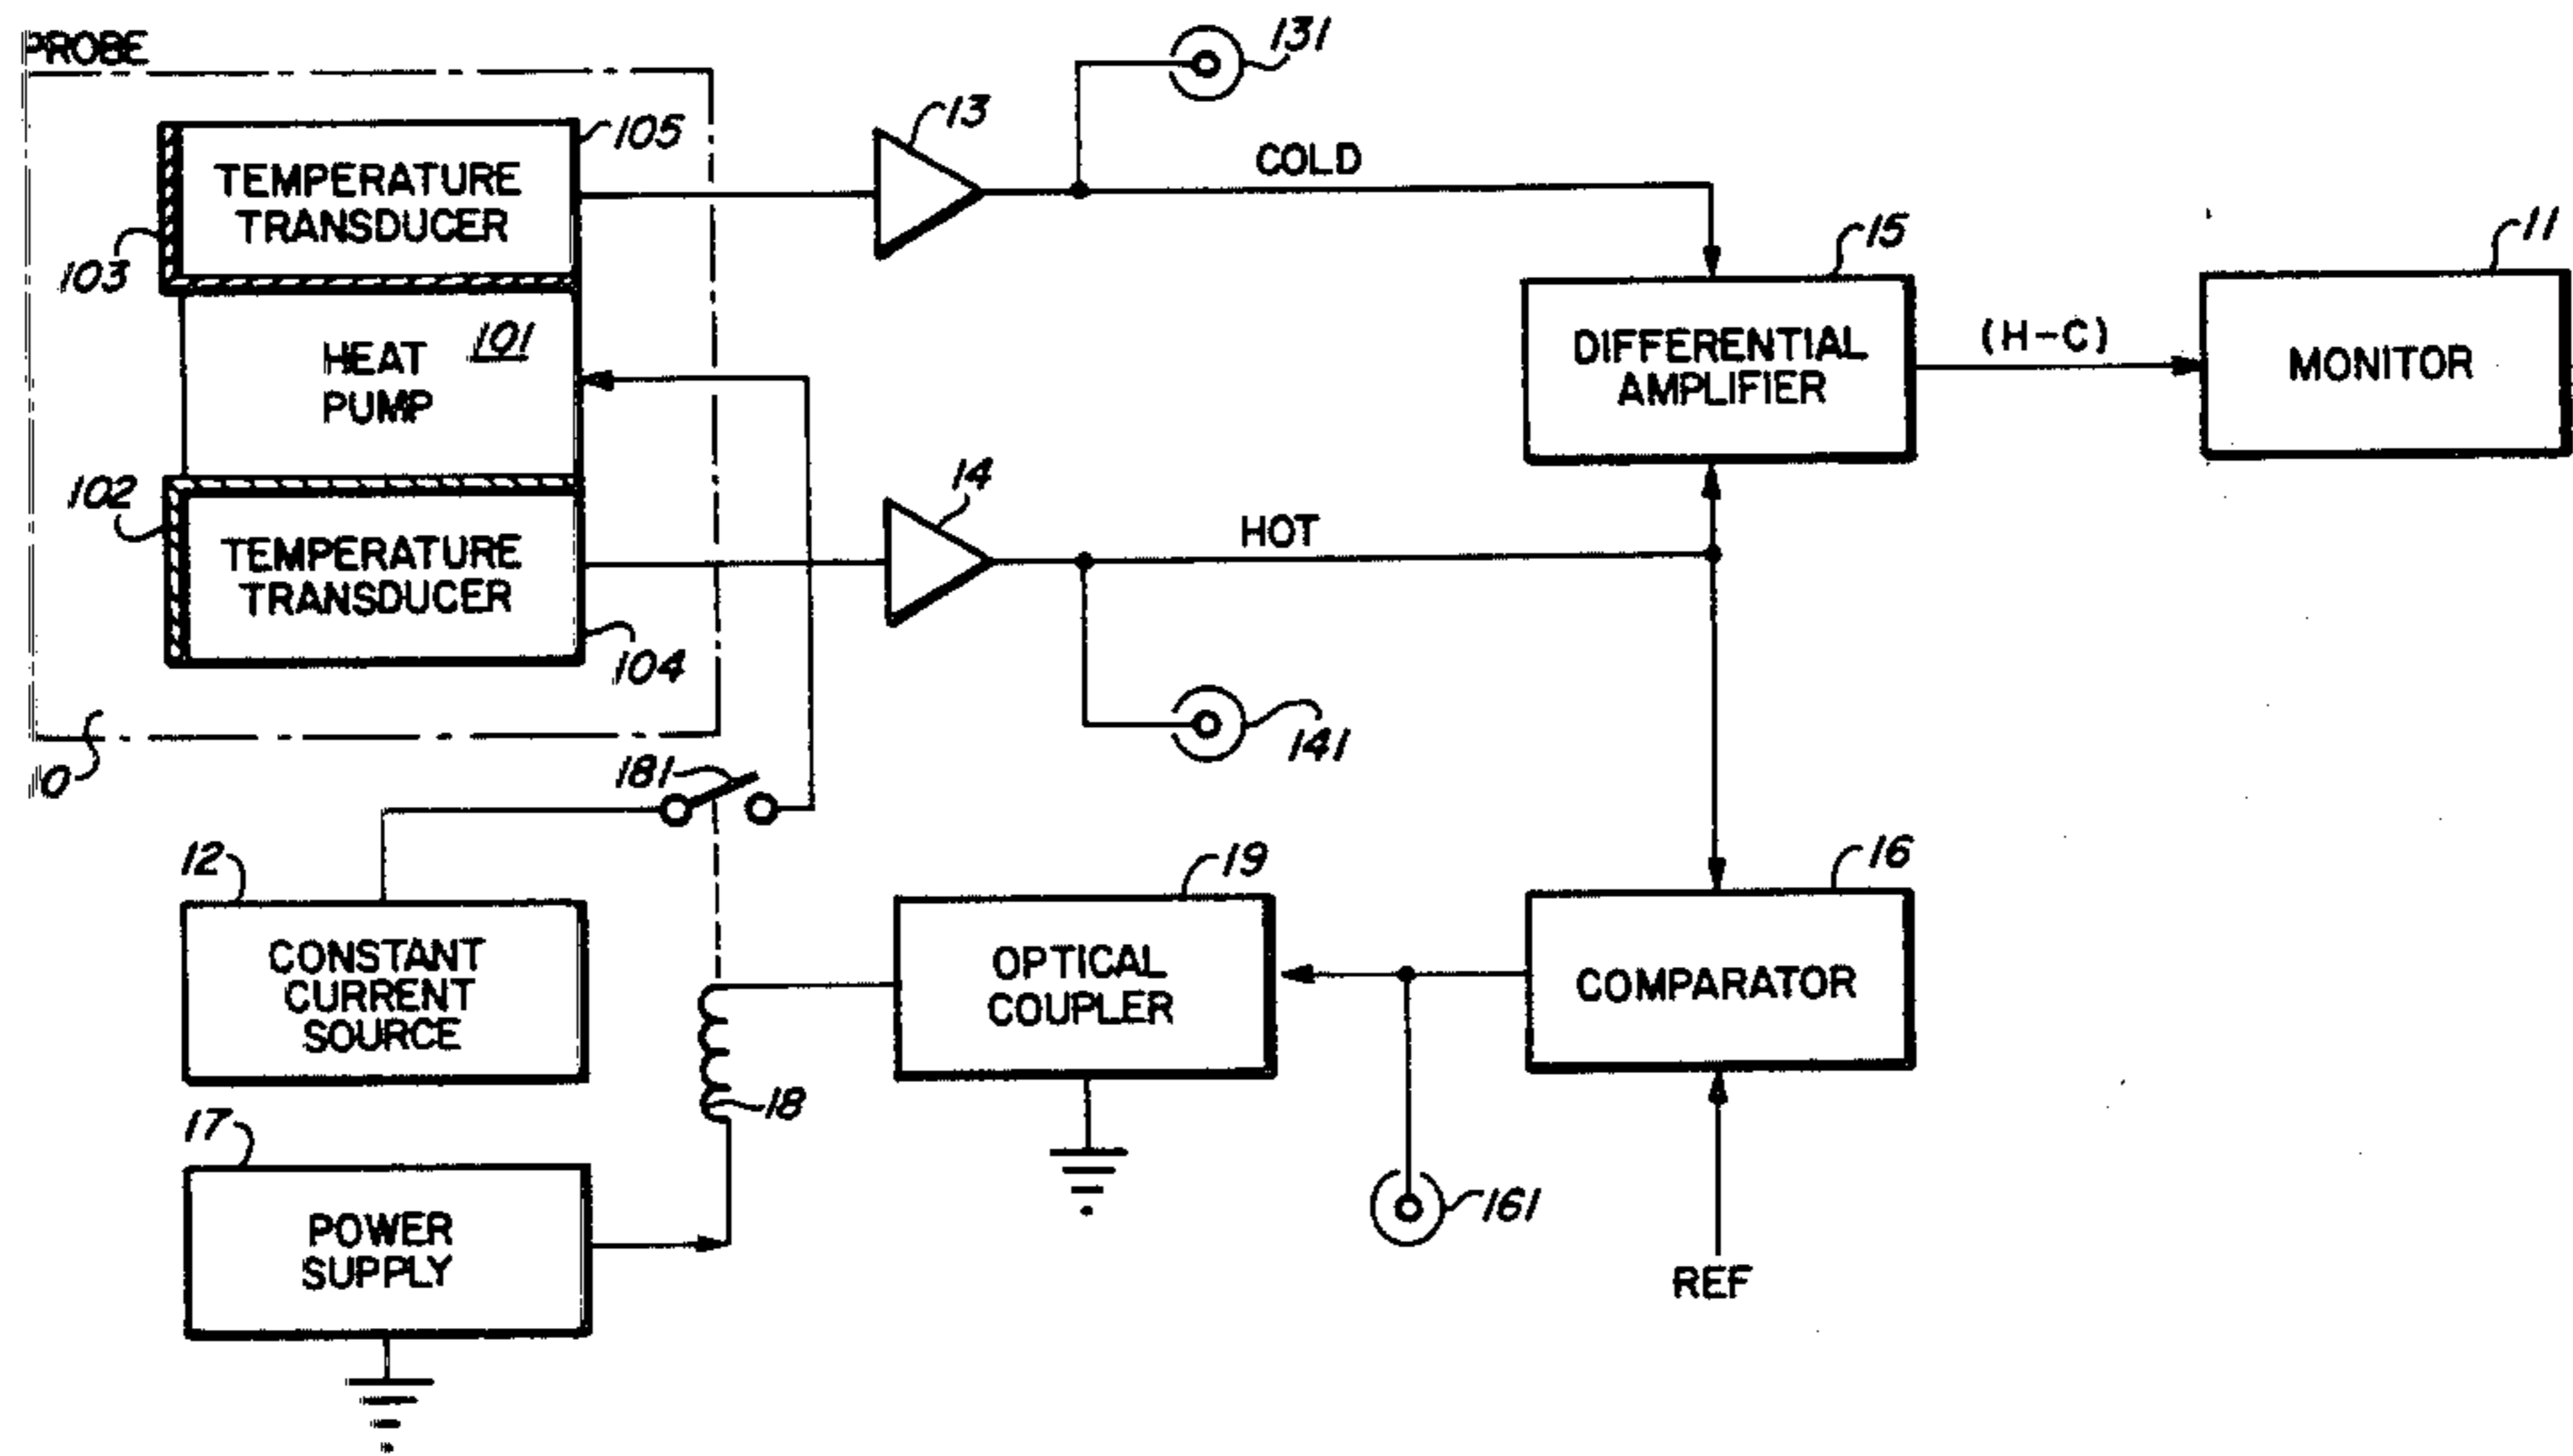 PROBE
131
13
105
TEMPERATURE
TRANSDUCER
COLD
103
15
11
101
HEAT
PUMP
DIFFERENTIAL
AMPLIFIER
(H-C)
MONITOR
102
14
HOT
TEMPERATURE
TRANSDUCER
104
141
10
181
12
19
16
CONSTANT
CURRENT
SOURCE
OPTICAL
COUPLER
COMPARATOR
18
17
161
POWER
SUPPLY
REF